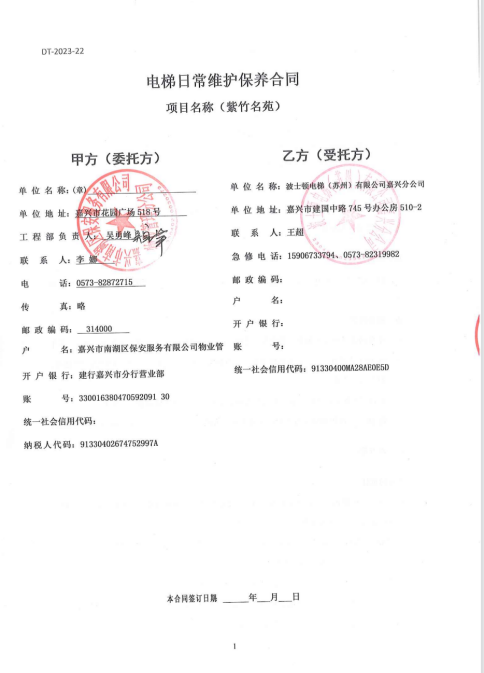 DT-2023-22
电梯日常维护保养合同
项目名称（紫竹名苑）
甲方（委托方）
单 位 名 称：(章)
单 位 地 址：嘉兴市花园广场 518 号
工 程 部 负 责 人：吴勇峰
联 系 人：李 娜
电 话：0573-82872715
传 真：略
邮 政 编 码： 314000
户 名：嘉兴市南湖区保安服务有限公司物业管
开 户 银 行：建行嘉兴市分行营业部
账 号：330016380470592091 30
统一社会信用代码：
纳税人代码：91330402674752997A
乙方（受托方）
单 位 名 称：波士顿电梯（苏州）有限公司嘉兴分公司
单 位 地 址：嘉兴市建国中路 745 号办公房 510-2
联 系 人：王超
急 修 电 话：15906733794、0573-82319982
邮 政 编 码：
户 名：
开 户 银 行：
账 号：
统一社会信用代码：91330400MA28AE0E5D
本合同签订日期 ______年___月___日
1